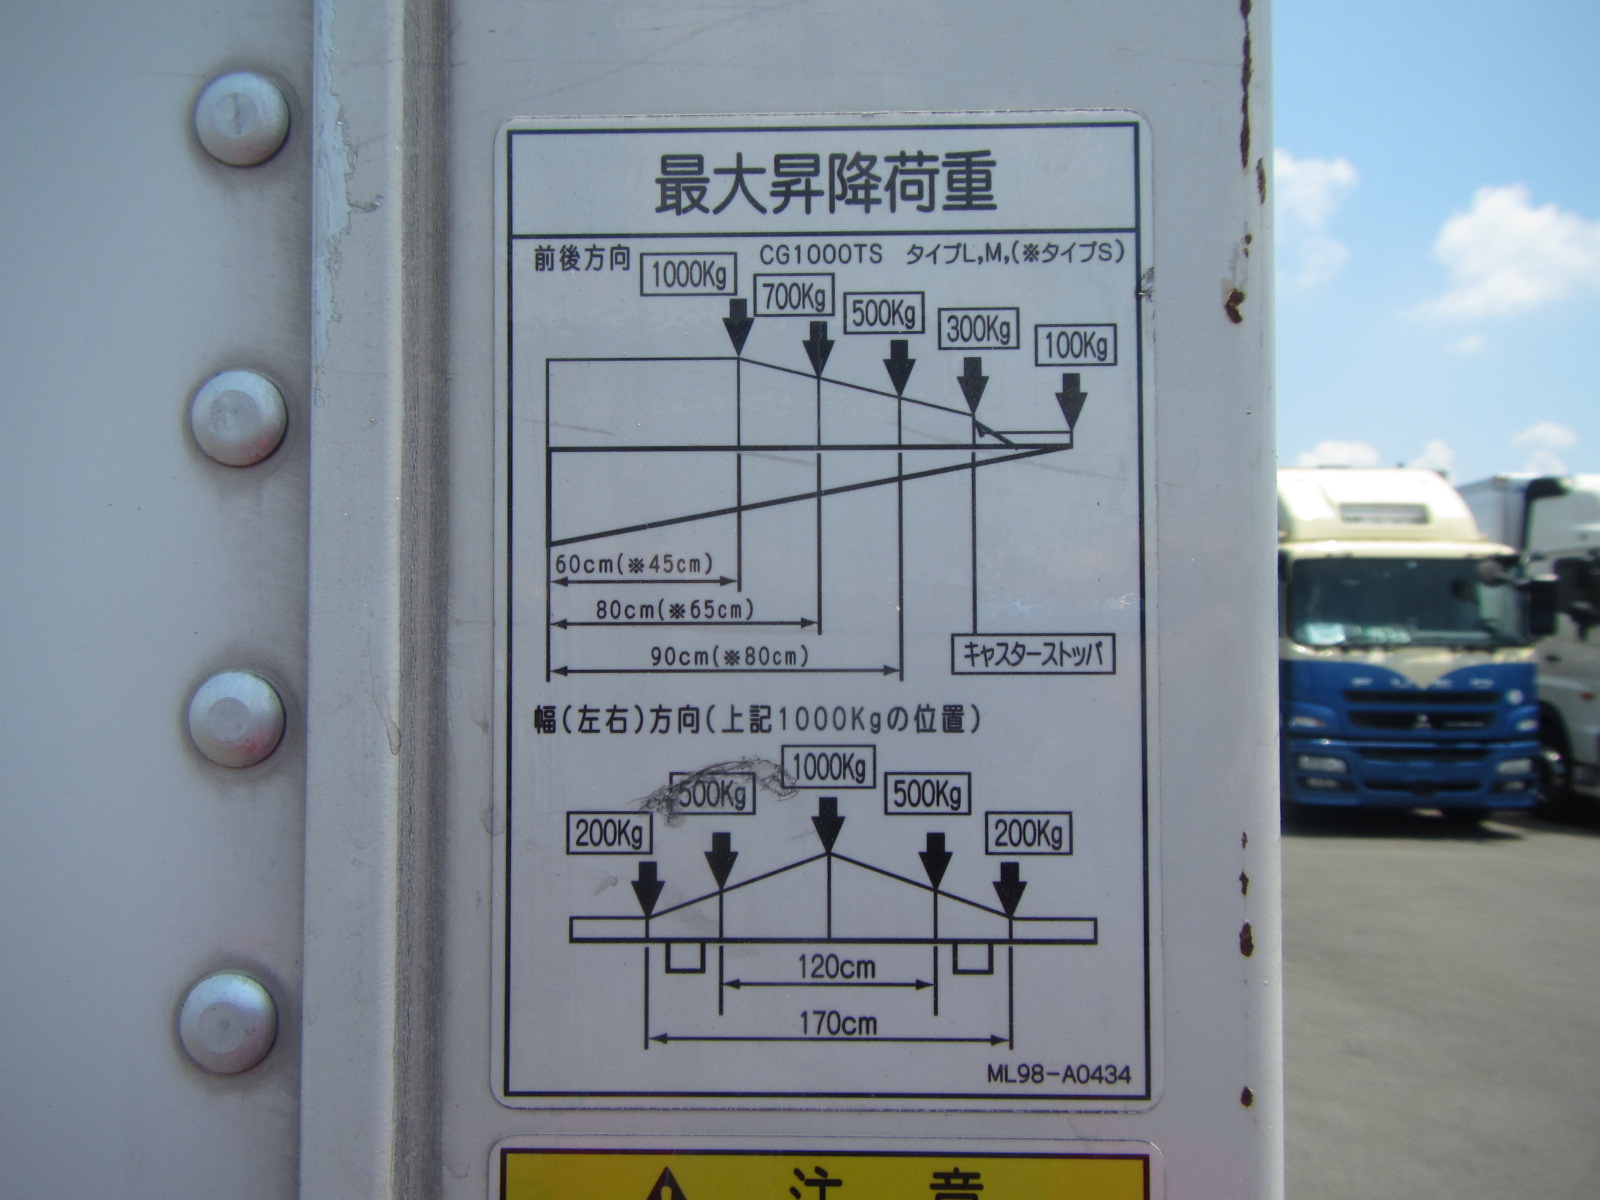 最大昇降荷重
前後方向 CG1000TS タイプL,M,(※タイプS)
1000Kg
700Kg
500Kg
300Kg
100Kg
60cm(※45cm)
80cm(※65cm)
90cm(※80cm)
キャスターストッパ
幅(左右)方向(上記1000Kgの位置)
1000Kg
500Kg
500Kg
200Kg
200Kg
120cm
170cm
ML98-A0434
注 意
FUSO